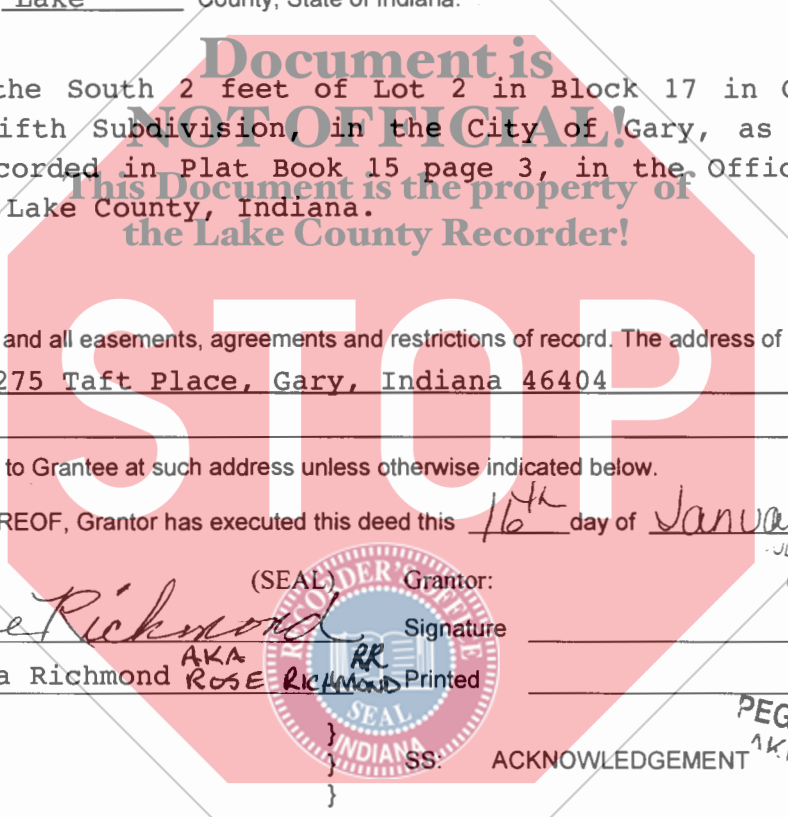 Lake County, State of Indiana.
Document is
the South 2 feet of Lot 2 in Block 17 in
NOT OFFICIAL!
ifth Subdivision, in the City of Gary, as
corded in Plat Book 15 page 3, in the Offic
This Document is the property of
Lake County, Indiana.
the Lake County Recorder!
STOP
and all easements, agreements and restrictions of record. The address of
275 Taft Place, Gary, Indiana 46404
to Grantee at such address unless otherwise indicated below.
REOF, Grantor has executed this deed this 16th day of Janua
(SEAL) Grantor:
e Richmond Signature
a Richmond AKA ROSE RICHMOND RR Printed
RECORDER'S OFFICE
SEAL
INDIANA
PEG
AK
} 
} SS: ACKNOWLEDGEMENT
}